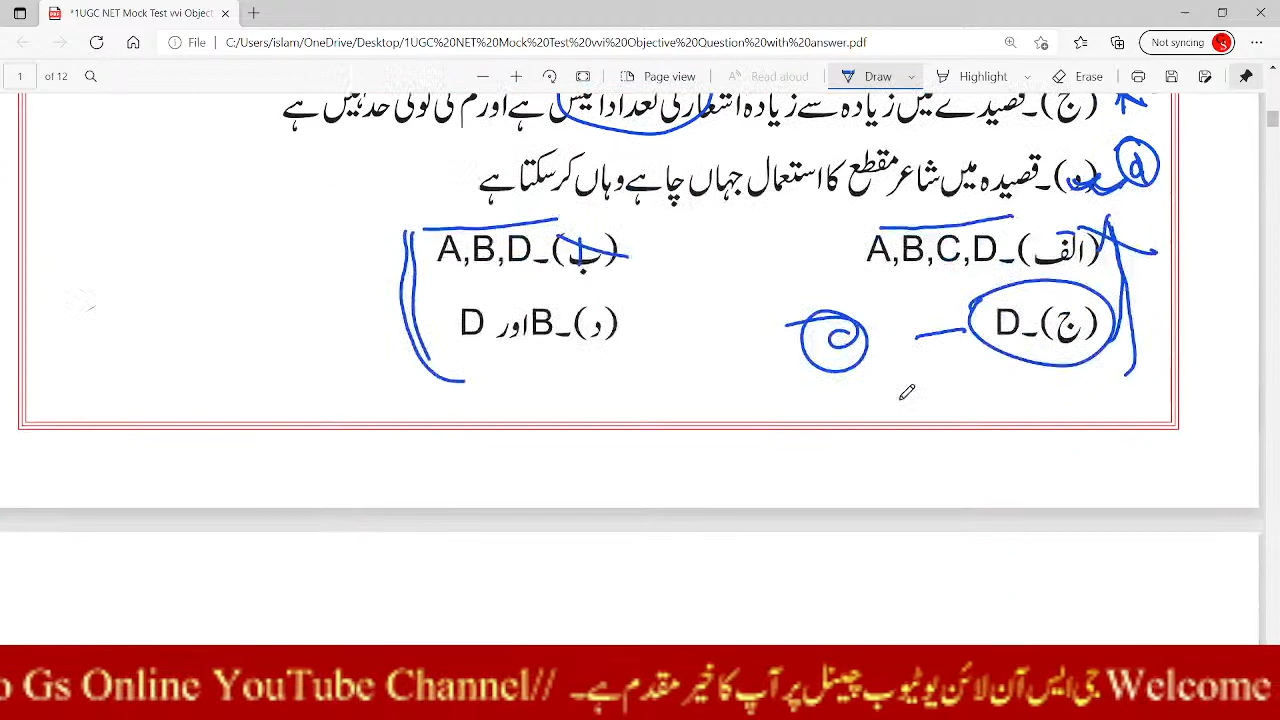 *1UGC NET Mock Test vvi Object
File C:/Users/islam/OneDrive/Desktop/1UGC%20NET%20Mock%20Test%20vvi%20Objective%20Question%20with%20answer.pdf
Not syncing
1 of 12 Page view Read aloud Draw Highlight Erase
(ج)۔قصیدے میں زیادہ سے زیادہ اشعار کی تعداد انیس ہے اور کم کی کوئی حد نہیں ہے
(د)۔قصیدہ میں شاعر مقطع کا استعمال جہاں چاہے وہاں کرسکتا ہے
d
(الف)۔A,B,C,D (ب)۔A,B,D
(ج)۔D (د)۔B اور D
o Gs Online YouTube Channel// جی ایس آن لائن یوٹیوب چینل پر آپ کا خیر مقدم ہے۔ Welcome